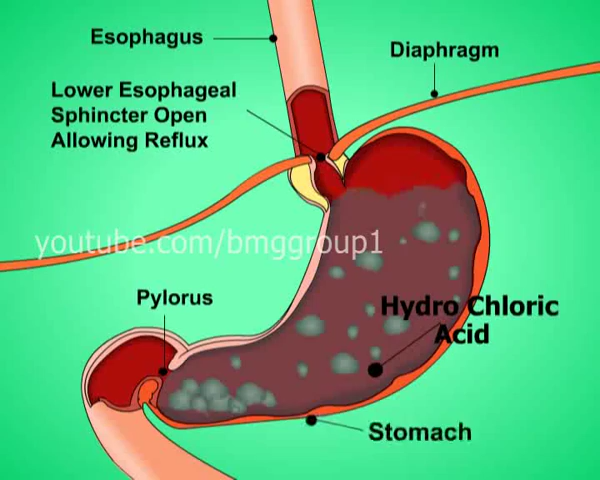 Esophagus
Diaphragm
Lower Esophageal
Sphincter Open
Allowing Reflux
youtube.com/bmggroup1
Pylorus
Hydro Chloric
Acid
Stomach